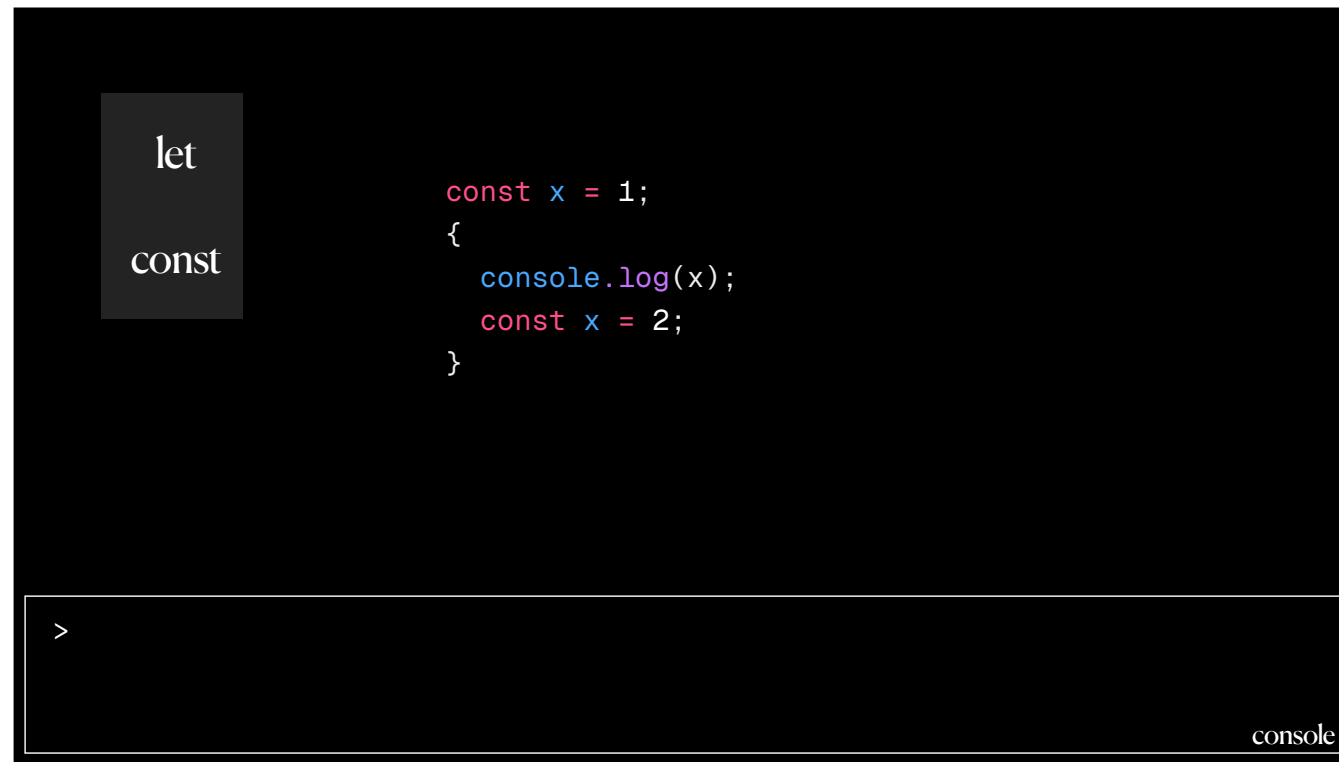 let
const
const x = 1;
{
  console.log(x);
  const x = 2;
}
>
console